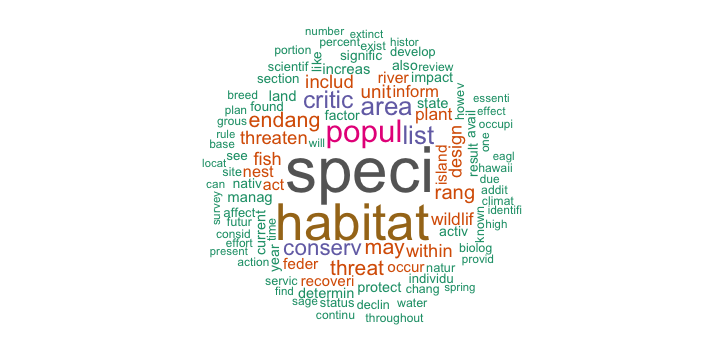 number
extinct
percent
exist
histor
portion
like
signific
develop
scientif
increas
also
review
section
includ
river
impact
essenti
breed
land
critic
area
unit
inform
howev
effect
plan
found
endang
factor
state
plant
avail
occupi
grous
threaten
popul
list
design
result
one
rule
base
will
see
fish
speci
island
eagl
locat
site
nest
hawaii
can
nativ
act
rang
due
survey
manag
habitat
wildlif
addit
climat
affect
futur
time
known
identifi
consid
current
activ
high
effort
year
conserv
may
within
biolog
present
action
feder
threat
occur
natur
provid
servic
recoveri
individu
find
determin
protect
chang
spring
sage
status
declin
water
continu
throughout